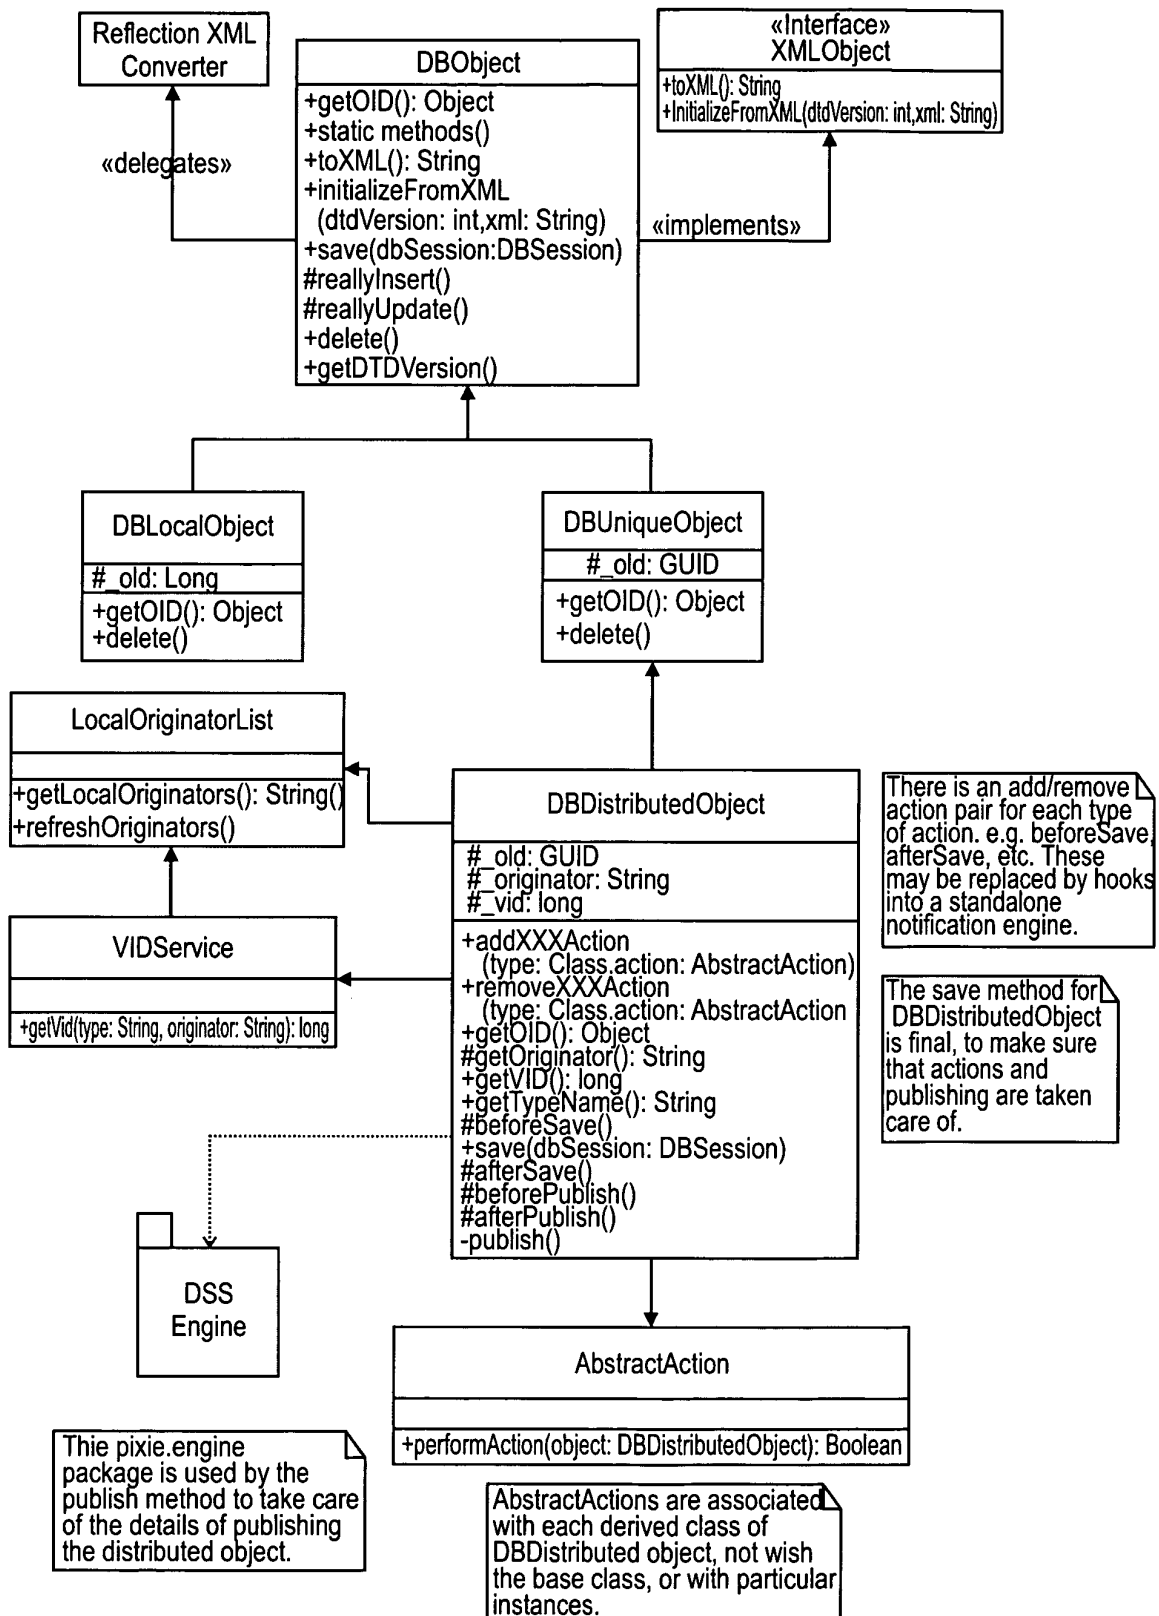 Reflection XML
Converter
DBObject
+getOID(): Object
+static methods()
+toXML(): String
+initializeFromXML
(dtdVersion: int,xml: String)
+save(dbSession:DBSession)
#reallyInsert()
#reallyUpdate()
+delete()
+getDTDVersion()
«Interface»
XMLObject
+toXML(): String
+InitializeFromXML(dtdVersion: int,xml: String)
«delegates»
«implements»
DBLocalObject
#_old: Long
+getOID(): Object
+delete()
DBUniqueObject
#_old: GUID
+getOID(): Object
+delete()
LocalOriginatorList
+getLocalOriginators(): String()
+refreshOriginators()
VIDService
+getVid(type: String, originator: String): long
DBDistributedObject
#_old: GUID
#_originator: String
#_vid: long
+addXXXAction
(type: Class.action: AbstractAction)
+removeXXXAction
(type: Class.action: AbstractAction
+getOID(): Object
#getOriginator(): String
+getVID(): long
+getTypeName(): String
#beforeSave()
+save(dbSession: DBSession)
#afterSave()
#beforePublish()
#afterPublish()
-publish()
There is an add/remove
action pair for each type
of action. e.g. beforeSave,
afterSave, etc. These
may be replaced by hooks
into a standalone
notification engine.
The save method for
DBDistributedObject
is final, to make sure
that actions and
publishing are taken
care of.
DSS
Engine
AbstractAction
+performAction(object: DBDistributedObject): Boolean
Thie pixie.engine
package is used by the
publish method to take care
of the details of publishing
the distributed object.
AbstractActions are associated
with each derived class of
DBDistributed object, not wish
the base class, or with particular
instances.